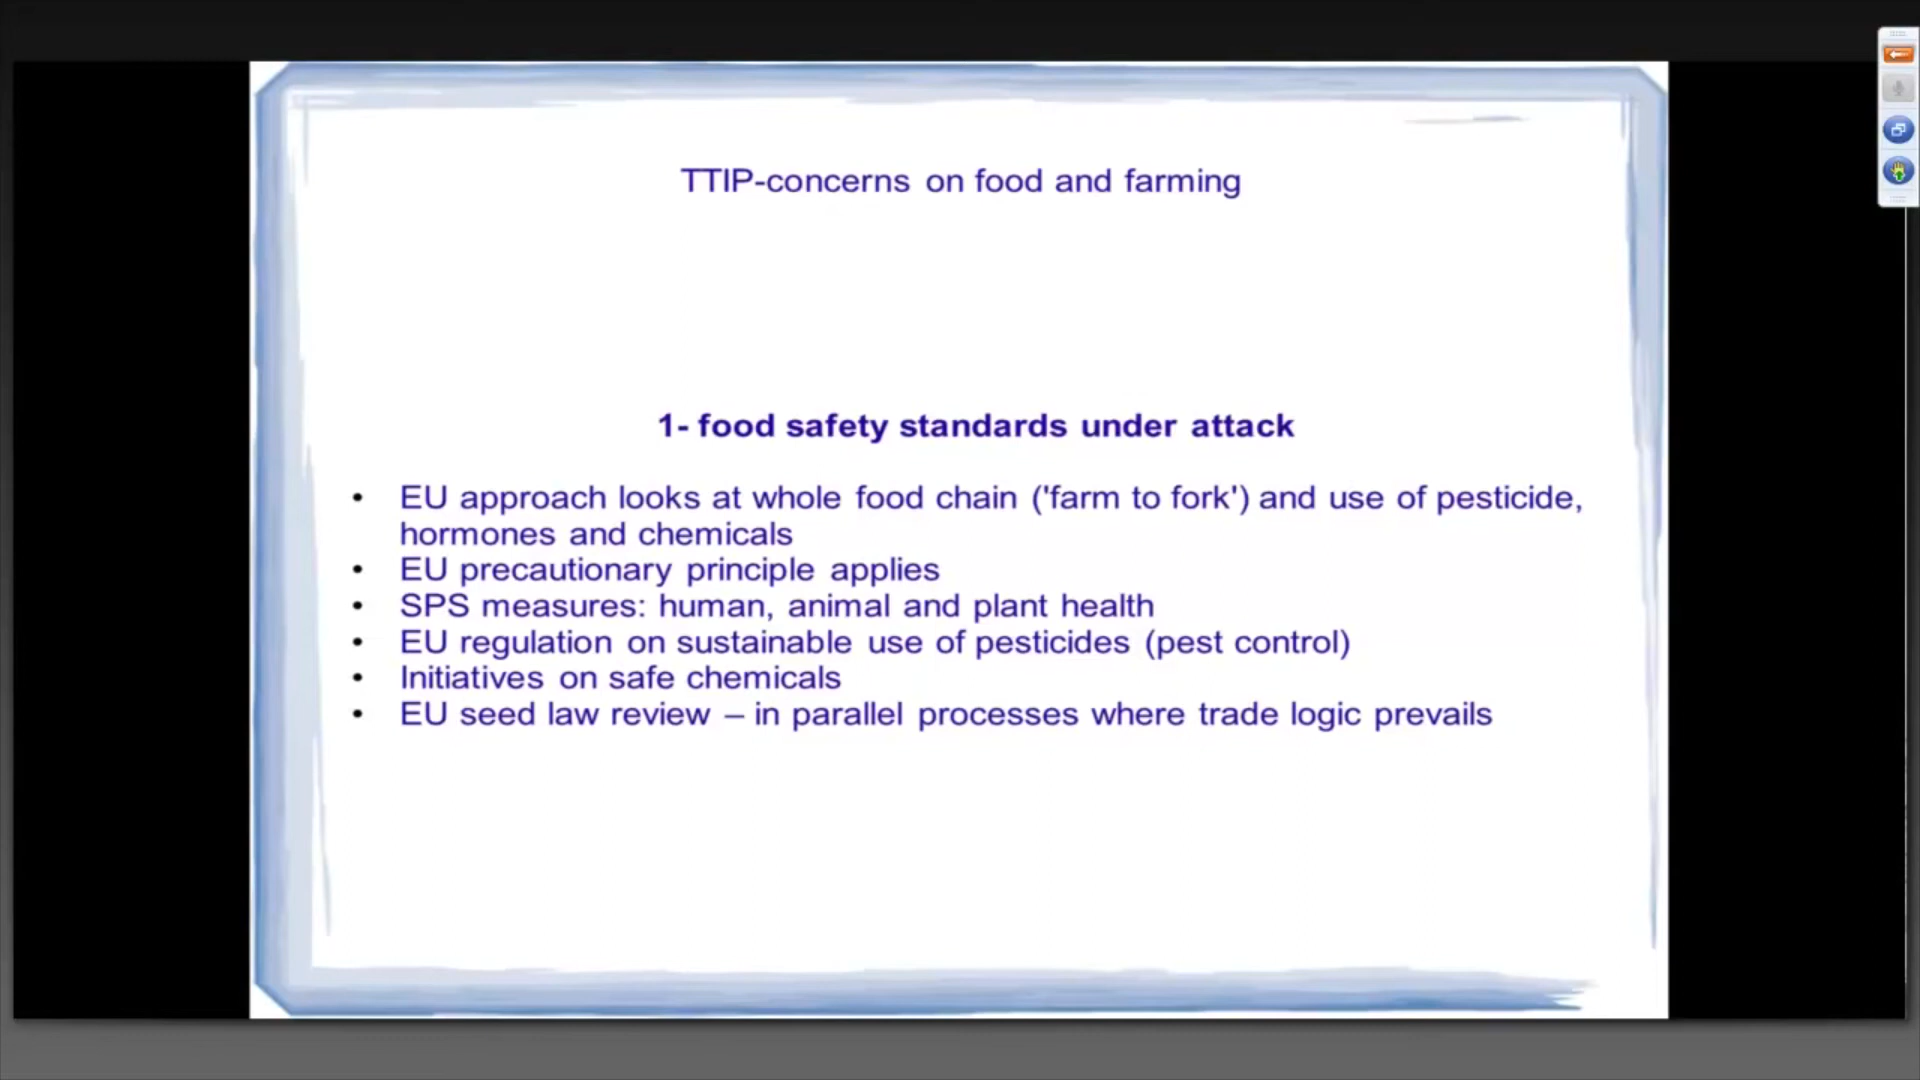 TTIP-concerns on food and farming
1- food safety standards under attack
• EU approach looks at whole food chain ('farm to fork') and use of pesticide,
hormones and chemicals
• EU precautionary principle applies
• SPS measures: human, animal and plant health
• EU regulation on sustainable use of pesticides (pest control)
• Initiatives on safe chemicals
• EU seed law review – in parallel processes where trade logic prevails